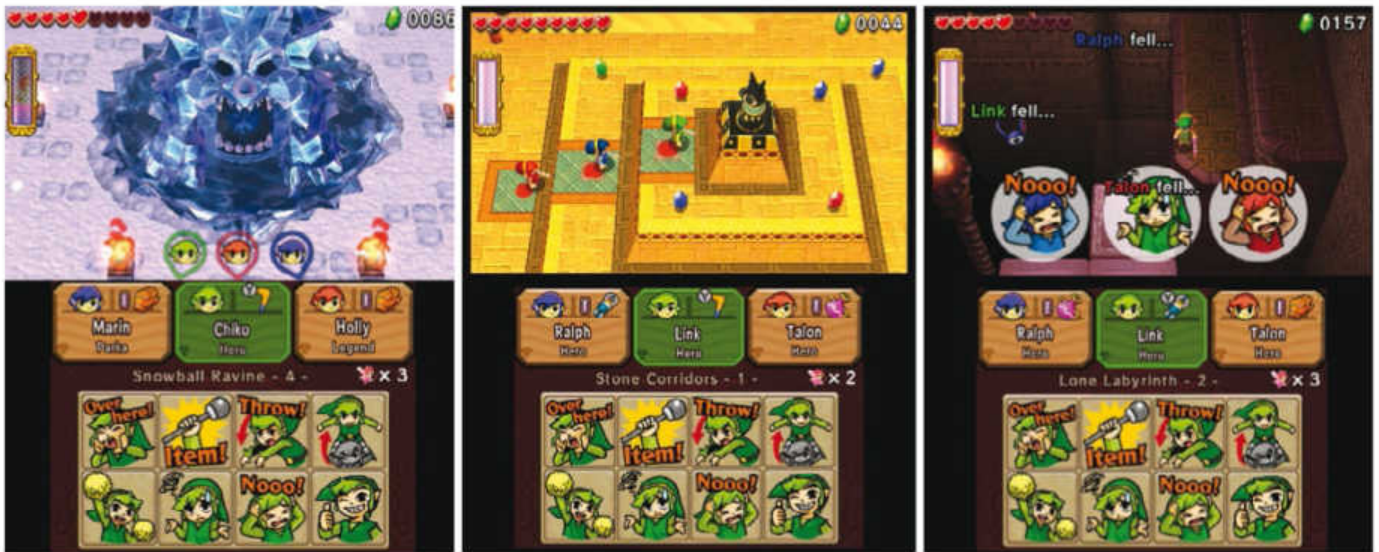 0086
Marin
Chiku
Holly
Hero
Legend
Snowball Ravine - 4 -
x 3
Over here!
Item!
Throw!
Nooo!
0044
Ralph
Link
Talon
Hero
Hero
Hero
Stone Corridors - 1 -
x 2
Over here!
Item!
Throw!
Nooo!
0157
Ralph fell...
Link fell...
Nooo!
Talon fell...
Nooo!
Ralph
Link
Talon
Hero
Hero
Hero
Lone Labyrinth - 2 -
x 3
Over here!
Item!
Throw!
Nooo!